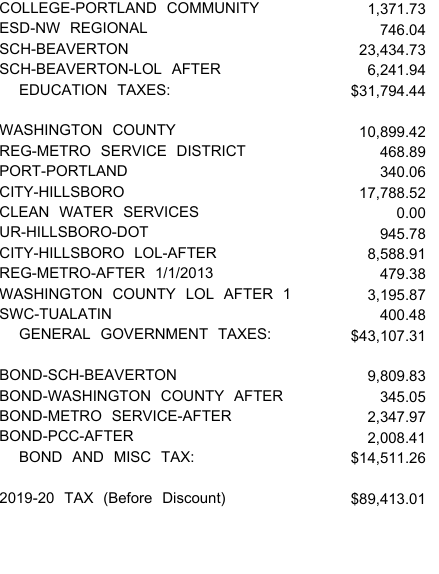 COLLEGE-PORTLAND COMMUNITY 1,371.73
ESD-NW REGIONAL 746.04
SCH-BEAVERTON 23,434.73
SCH-BEAVERTON-LOL AFTER 6,241.94
EDUCATION TAXES: $31,794.44
WASHINGTON COUNTY 10,899.42
REG-METRO SERVICE DISTRICT 468.89
PORT-PORTLAND 340.06
CITY-HILLSBORO 17,788.52
CLEAN WATER SERVICES 0.00
UR-HILLSBORO-DOT 945.78
CITY-HILLSBORO LOL-AFTER 8,588.91
REG-METRO-AFTER 1/1/2013 479.38
WASHINGTON COUNTY LOL AFTER 1 3,195.87
SWC-TUALATIN 400.48
GENERAL GOVERNMENT TAXES: $43,107.31
BOND-SCH-BEAVERTON 9,809.83
BOND-WASHINGTON COUNTY AFTER 345.05
BOND-METRO SERVICE-AFTER 2,347.97
BOND-PCC-AFTER 2,008.41
BOND AND MISC TAX: $14,511.26
2019-20 TAX (Before Discount) $89,413.01